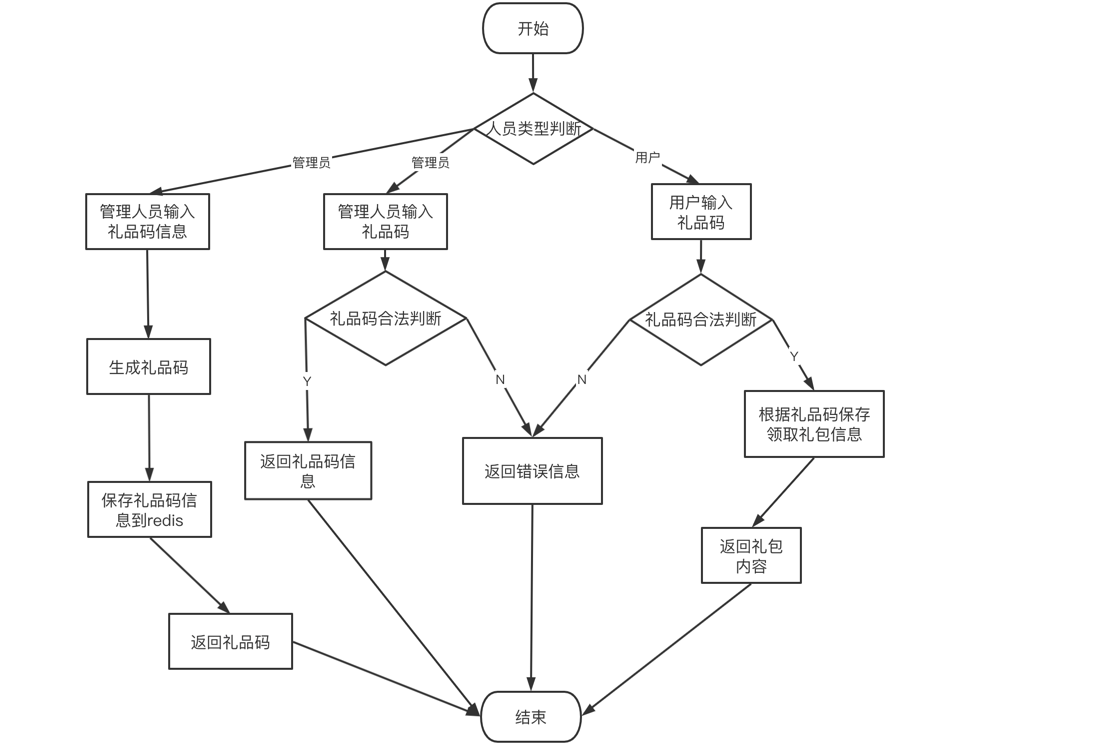 开始
人员类型判断
管理员
管理员
用户
管理人员输入
礼品码信息
管理人员输入
礼品码
用户输入
礼品码
礼品码合法判断
礼品码合法判断
生成礼品码
Y
N
N
Y
根据礼品码保存
领取礼包信息
返回礼品码信
息
返回错误信息
保存礼品码信
息到redis
返回礼包
内容
返回礼品码
结束